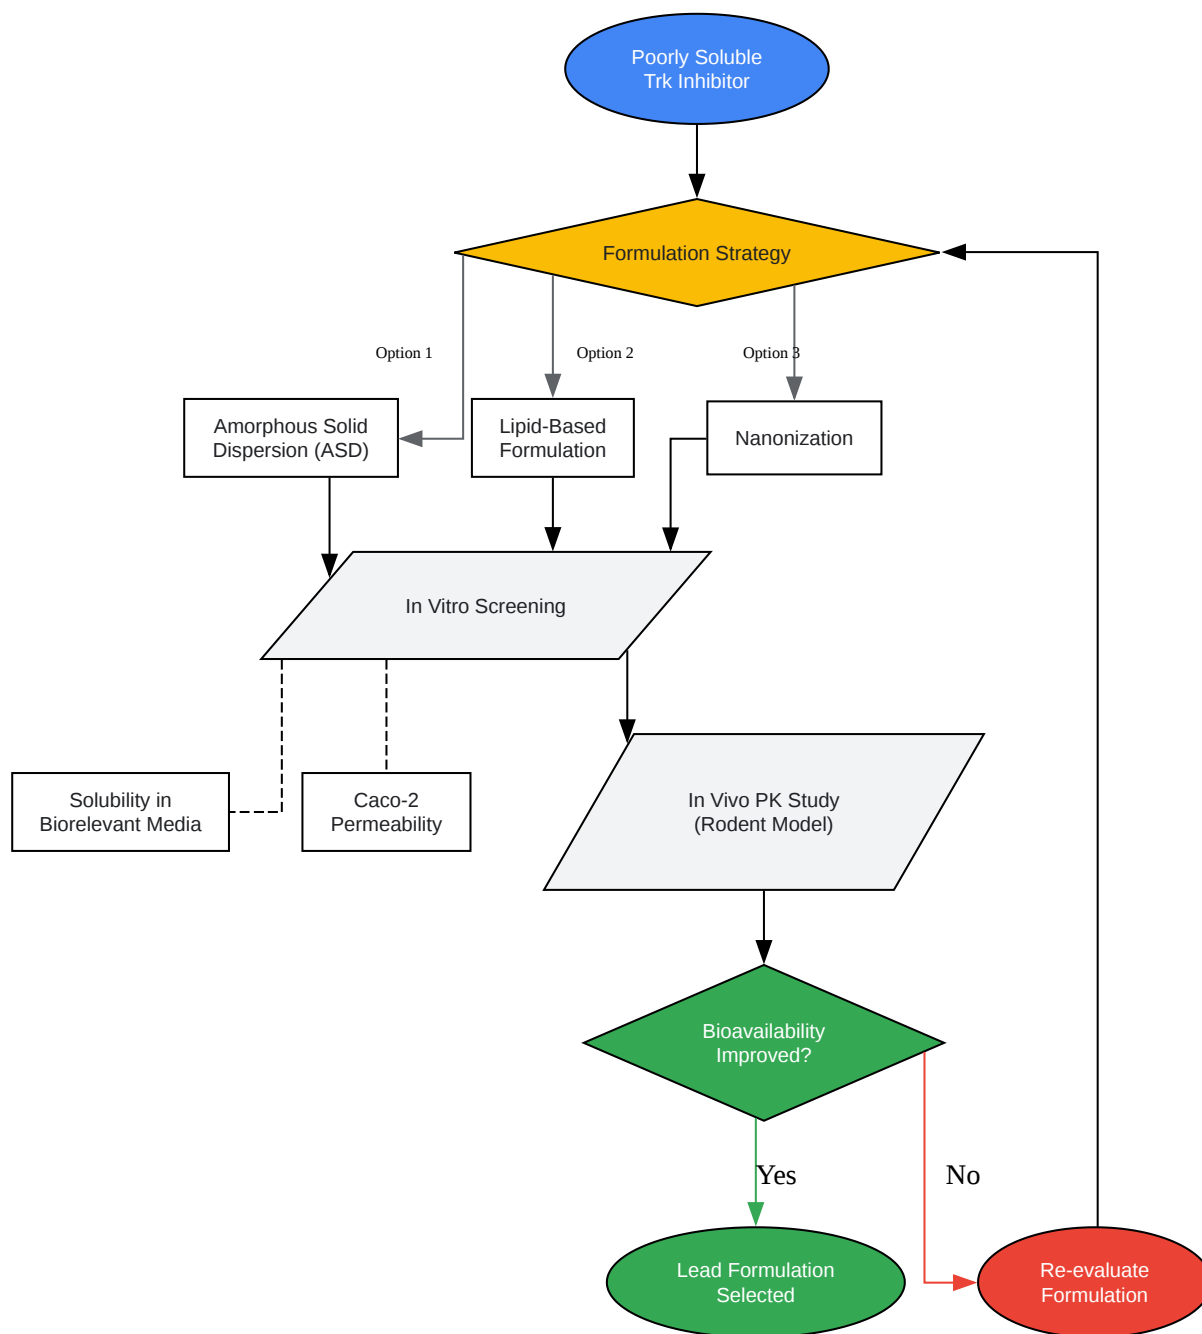 Poorly Soluble
Trk Inhibitor
Formulation Strategy
Option 1
Option 2
Option 3
Amorphous Solid
Dispersion (ASD)
Lipid-Based
Formulation
Nanonization
In Vitro Screening
Solubility in
Biorelevant Media
Caco-2
Permeability
In Vivo PK Study
(Rodent Model)
Bioavailability
Improved?
Yes
No
Lead Formulation
Selected
Re-evaluate
Formulation